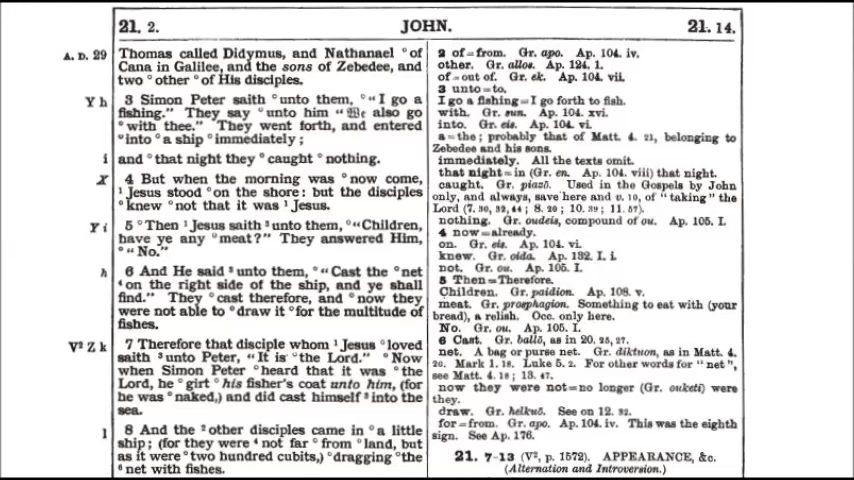 21. 2.
JOHN.
21. 14.
A. D. 29
Thomas called Didymus, and Nathanael °of
Cana in Galilee, and the sons of Zebedee, and
two °other °of His disciples.
Y h
3 Simon Peter saith °unto them, °“I go a
fishing.” They say °unto him “We also go
°with thee.” They went forth, and entered
°into °a ship °immediately;
i
and °that night they °caught °nothing.
X
4 But when the morning was °now come,
¹Jesus stood °on the shore: but the disciples
°knew °not that it was ¹Jesus.
Y i
5 °Then ¹Jesus saith ³unto them, °“Children,
have ye any °meat?” They answered Him,
°“No.”
h
6 And He said ³unto them, °“Cast the °net
⁴on the right side of the ship, and ye shall
find.” They °cast therefore, and °now they
were not able to °draw it °for the multitude of
fishes.
V² Z k
7 Therefore that disciple whom ¹Jesus °loved
saith ³unto Peter, “It is °the Lord.” °Now
when Simon Peter °heard that it was °the
Lord, he °girt °his fisher's coat unto him, (for
he was °naked,) and did cast himself ³into the
sea.
l
8 And the ²other disciples came °in °a little
ship; (for they were ⁴not far °from °land, but
as it were °two hundred cubits,) °dragging °the
⁶net with fishes.
2 of=from. Gr. apo. Ap. 104. iv.
other. Gr. allos. Ap. 124. 1.
of=out of. Gr. ek. Ap. 104. vii.
3 unto=to.
I go a fishing=I go forth to fish.
with. Gr. sun. Ap. 104. xvi.
into. Gr. eis. Ap. 104. vi.
a=the; probably that of Matt. 4. 21, belonging to
Zebedee and his sons.
immediately. All the texts omit.
that night=in (Gr. en. Ap. 104. viii) that night.
caught. Gr. piazō. Used in the Gospels by John
only, and always, save here and v. 10, of “taking” the
Lord (7. 30, 32, 44; 8. 20; 10. 39; 11. 57).
nothing. Gr. oudeis, compound of ou. Ap. 105. I.
4 now=already.
on. Gr. eis. Ap. 104. vi.
knew. Gr. oida. Ap. 132. I. i.
not. Gr. ou. Ap. 105. I.
5 Then=Therefore.
Children. Gr. paidion. Ap. 108. v.
meat. Gr. prosphagion. Something to eat with (your
bread), a relish. Occ. only here.
No. Gr. ou. Ap. 105. I.
6 Cast. Gr. ballō, as in 20. 25, 27.
net. A bag or purse net. Gr. diktuon, as in Matt. 4.
20. Mark 1. 18. Luke 5. 2. For other words for “net”,
see Matt. 4. 18; 13. 47.
now they were not=no longer (Gr. ouketi) were
they.
draw. Gr. helkuō. See on 12. 32.
for=from. Gr. apo. Ap. 104. iv. This was the eighth
sign. See Ap. 176.
21. 7-13 (V², p. 1572). APPEARANCE, &c.
(Alternation and Introversion.)